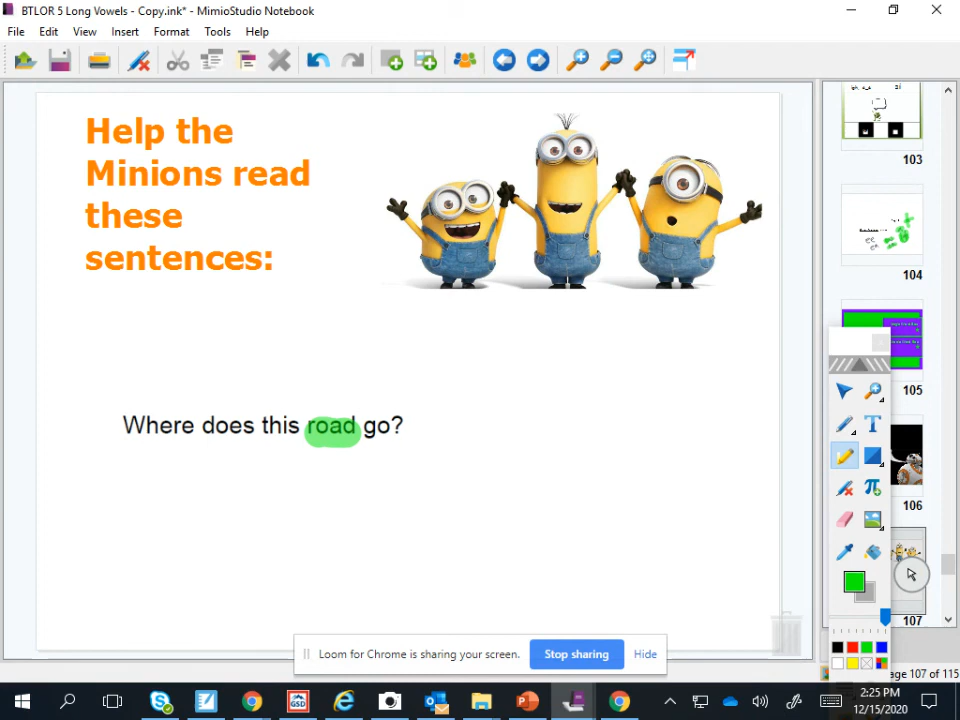 BTLOR 5 Long Vowels - Copy.ink* - MimioStudio Notebook
File Edit View Insert Format Tools Help
Help the
Minions read
these
sentences:
Where does this road go?
103
104
105
106
107
T
Loom for Chrome is sharing your screen. Stop sharing Hide
age 107 of 115
GSD
2:25 PM
12/15/2020